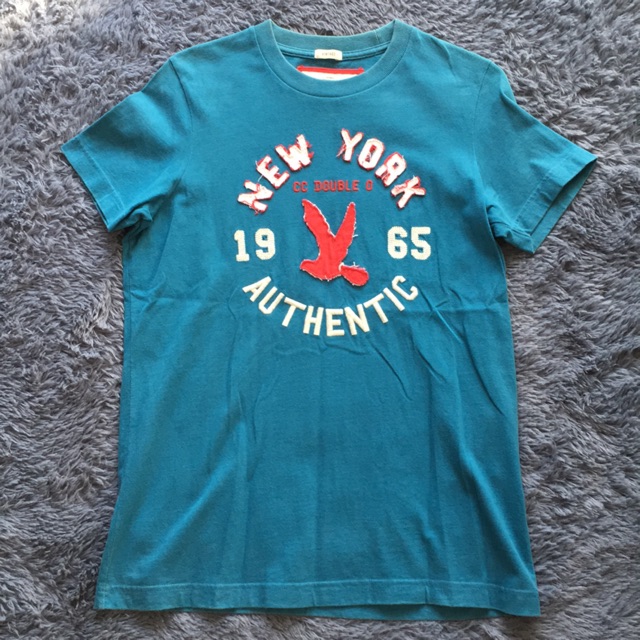 NEW YORK
CC DOUBLE O
19 65
AUTHENTIC